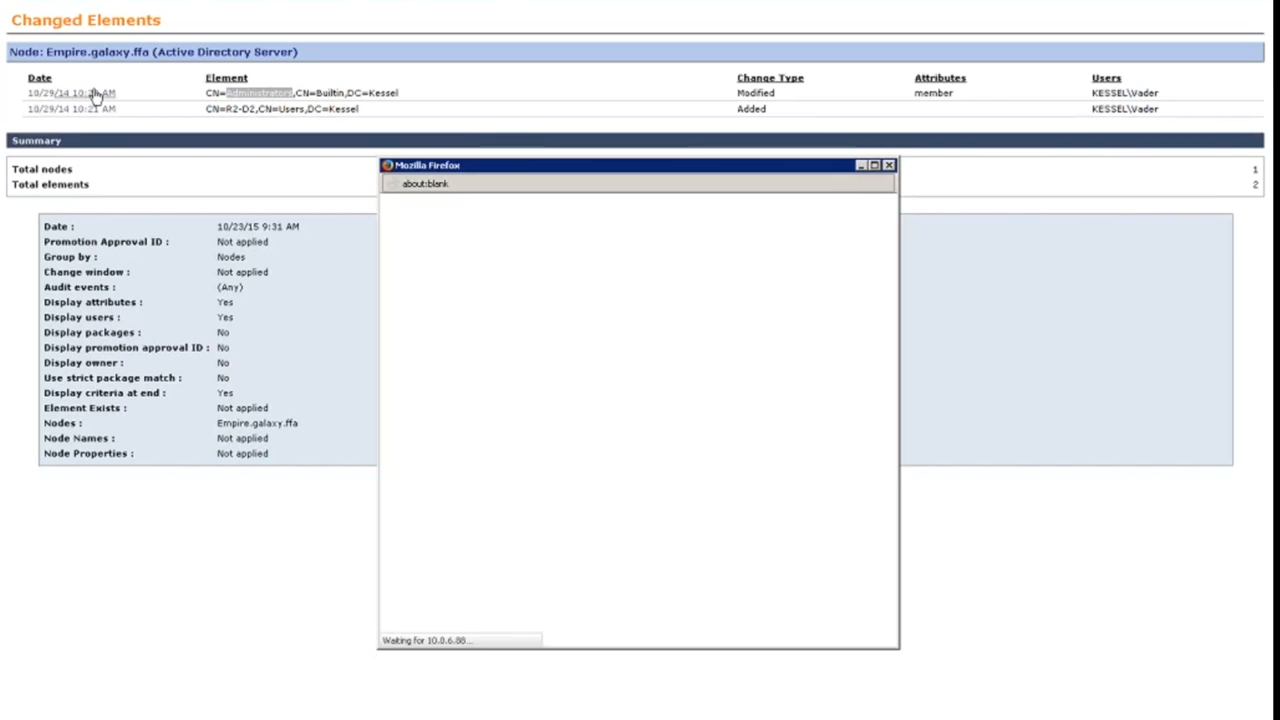 Changed Elements
Node: Empire.galaxy.ffa (Active Directory Server)
Date Element Change Type Attributes Users
10/29/14 10:2 AM CN=Administrators,CN=Builtin,DC=Kessel Modified member KESSEL\Vader
10/29/14 10:21 AM CN=R2-D2,CN=Users,DC=Kessel Added KESSEL\Vader
Summary
Total nodes 1
Total elements 2
Mozilla Firefox
about:blank
Date : 10/23/15 9:31 AM
Promotion Approval ID : Not applied
Group by : Nodes
Change window : Not applied
Audit events : (Any)
Display attributes : Yes
Display users : Yes
Display packages : No
Display promotion approval ID : No
Display owner : No
Use strict package match : No
Display criteria at end : Yes
Element Exists : Not applied
Nodes : Empire.galaxy.ffa
Node Names : Not applied
Node Properties : Not applied
Waiting for 10.0.6.88...